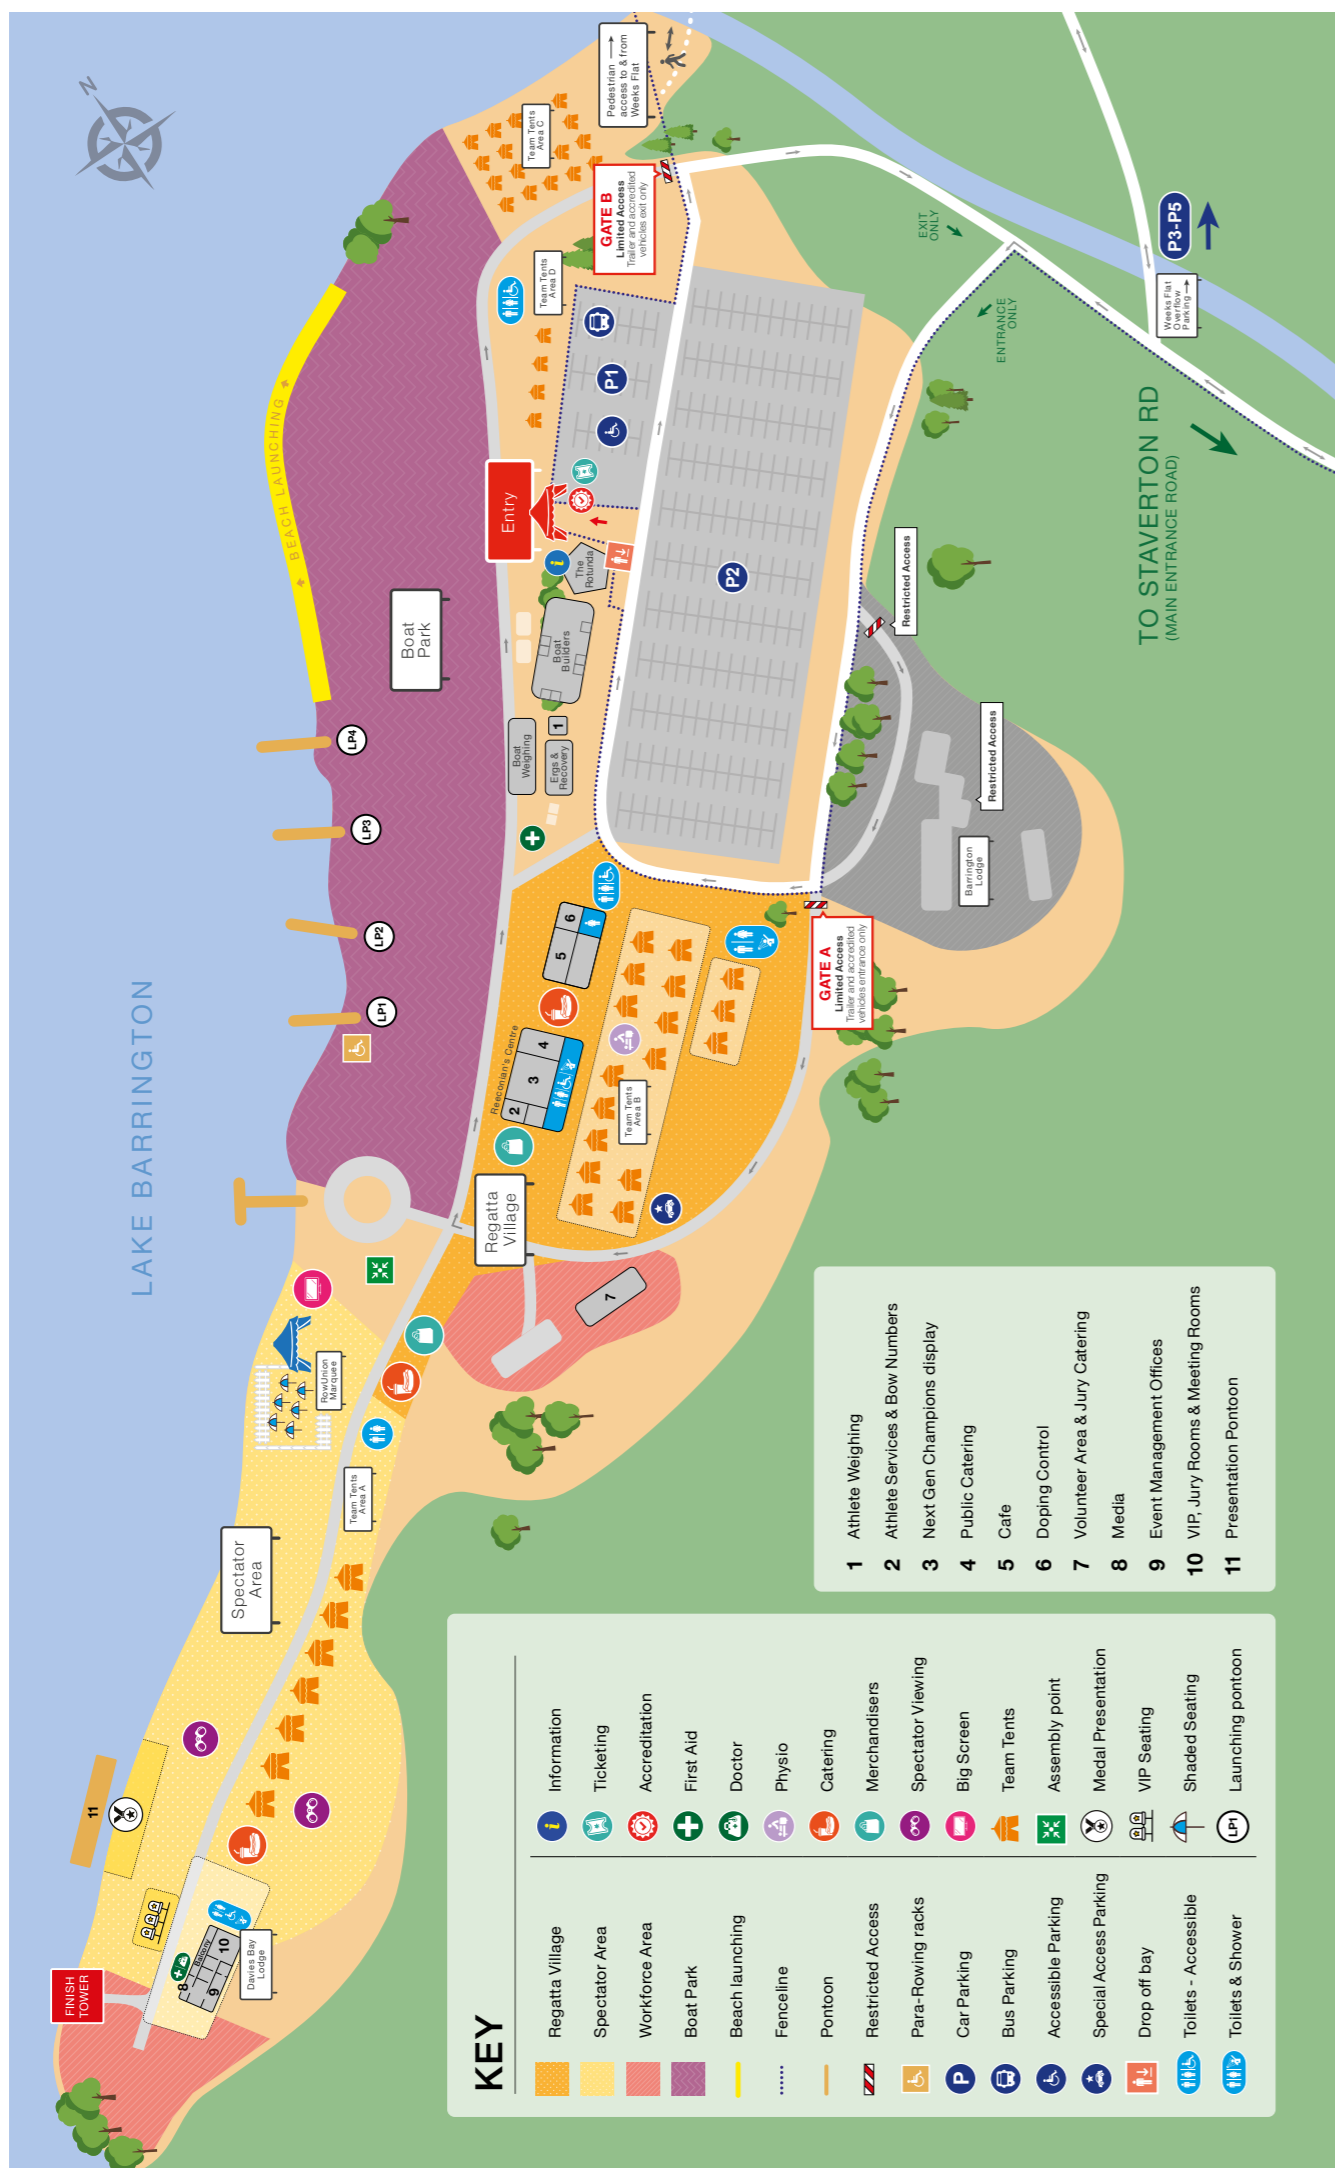 LAKE BARRINGTON
N
FINISH
TOWER
8
9
10
Balcony
Davies Bay
Lodge
11
Spectator
Area
Team Tents
Area A
RowUnion
Marquee
7
Regatta
Village
Reeconian's Centre
2
3
4
5
6
Team Tents
Area B
LP1
LP2
LP3
LP4
BEACH LAUNCHING
Boat
Park
Boat
Weighing
Ergs &
Recovery
1
Boat
Builders
The
Rotunda
i
Entry
P1
P2
Team Tents
Area D
Team Tents
Area C
Pedestrian
access to & from
Weeks Flat
GATE B
Limited Access
Trailer and accredited
vehicles exit only
GATE A
Limited Access
Trailer and accredited
vehicles entrance only
Barrington
Lodge
Restricted Access
Restricted Access
EXIT
ONLY
ENTRANCE
ONLY
P3-P5
Weeks Flat
Overflow
Parking
TO STAVERTON RD
(MAIN ENTRANCE ROAD)
KEY
Regatta Village
Spectator Area
Workforce Area
Boat Park
Beach launching
Fenceline
Pontoon
Restricted Access
Para-Rowing racks
P Car Parking
Bus Parking
Accessible Parking
Special Access Parking
Drop off bay
Toilets - Accessible
Toilets & Shower
i Information
Ticketing
Accreditation
First Aid
Doctor
Physio
Catering
Merchandisers
Spectator Viewing
Big Screen
Team Tents
Assembly point
Medal Presentation
VIP Seating
Shaded Seating
LP1 Launching pontoon
1 Athlete Weighing
2 Athlete Services & Bow Numbers
3 Next Gen Champions display
4 Public Catering
5 Cafe
6 Doping Control
7 Volunteer Area & Jury Catering
8 Media
9 Event Management Offices
10 VIP, Jury Rooms & Meeting Rooms
11 Presentation Pontoon